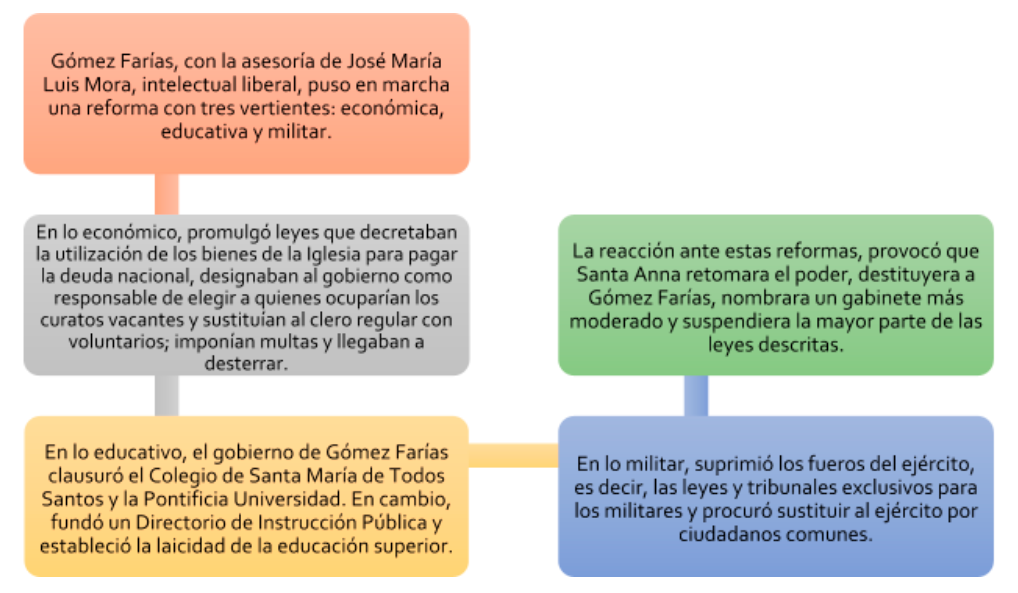 Gómez Farías, con la asesoría de José María
Luis Mora, intelectual liberal, puso en marcha
una reforma con tres vertientes: económica,
educativa y militar.
En lo económico, promulgó leyes que decretaban
la utilización de los bienes de la Iglesia para pagar
la deuda nacional, designaban al gobierno como
responsable de elegir a quienes ocuparían los
curatos vacantes y sustituían al clero regular con
voluntarios; imponían multas y llegaban a
desterrar.
En lo educativo, el gobierno de Gómez Farías
clausuró el Colegio de Santa María de Todos
Santos y la Pontificia Universidad. En cambio,
fundó un Directorio de Instrucción Pública y
estableció la laicidad de la educación superior.
En lo militar, suprimió los fueros del ejército,
es decir, las leyes y tribunales exclusivos para
los militares y procuró sustituir al ejército por
ciudadanos comunes.
La reacción ante estas reformas, provocó que
Santa Anna retomara el poder, destituyera a
Gómez Farías, nombrara un gabinete más
moderado y suspendiera la mayor parte de las
leyes descritas.